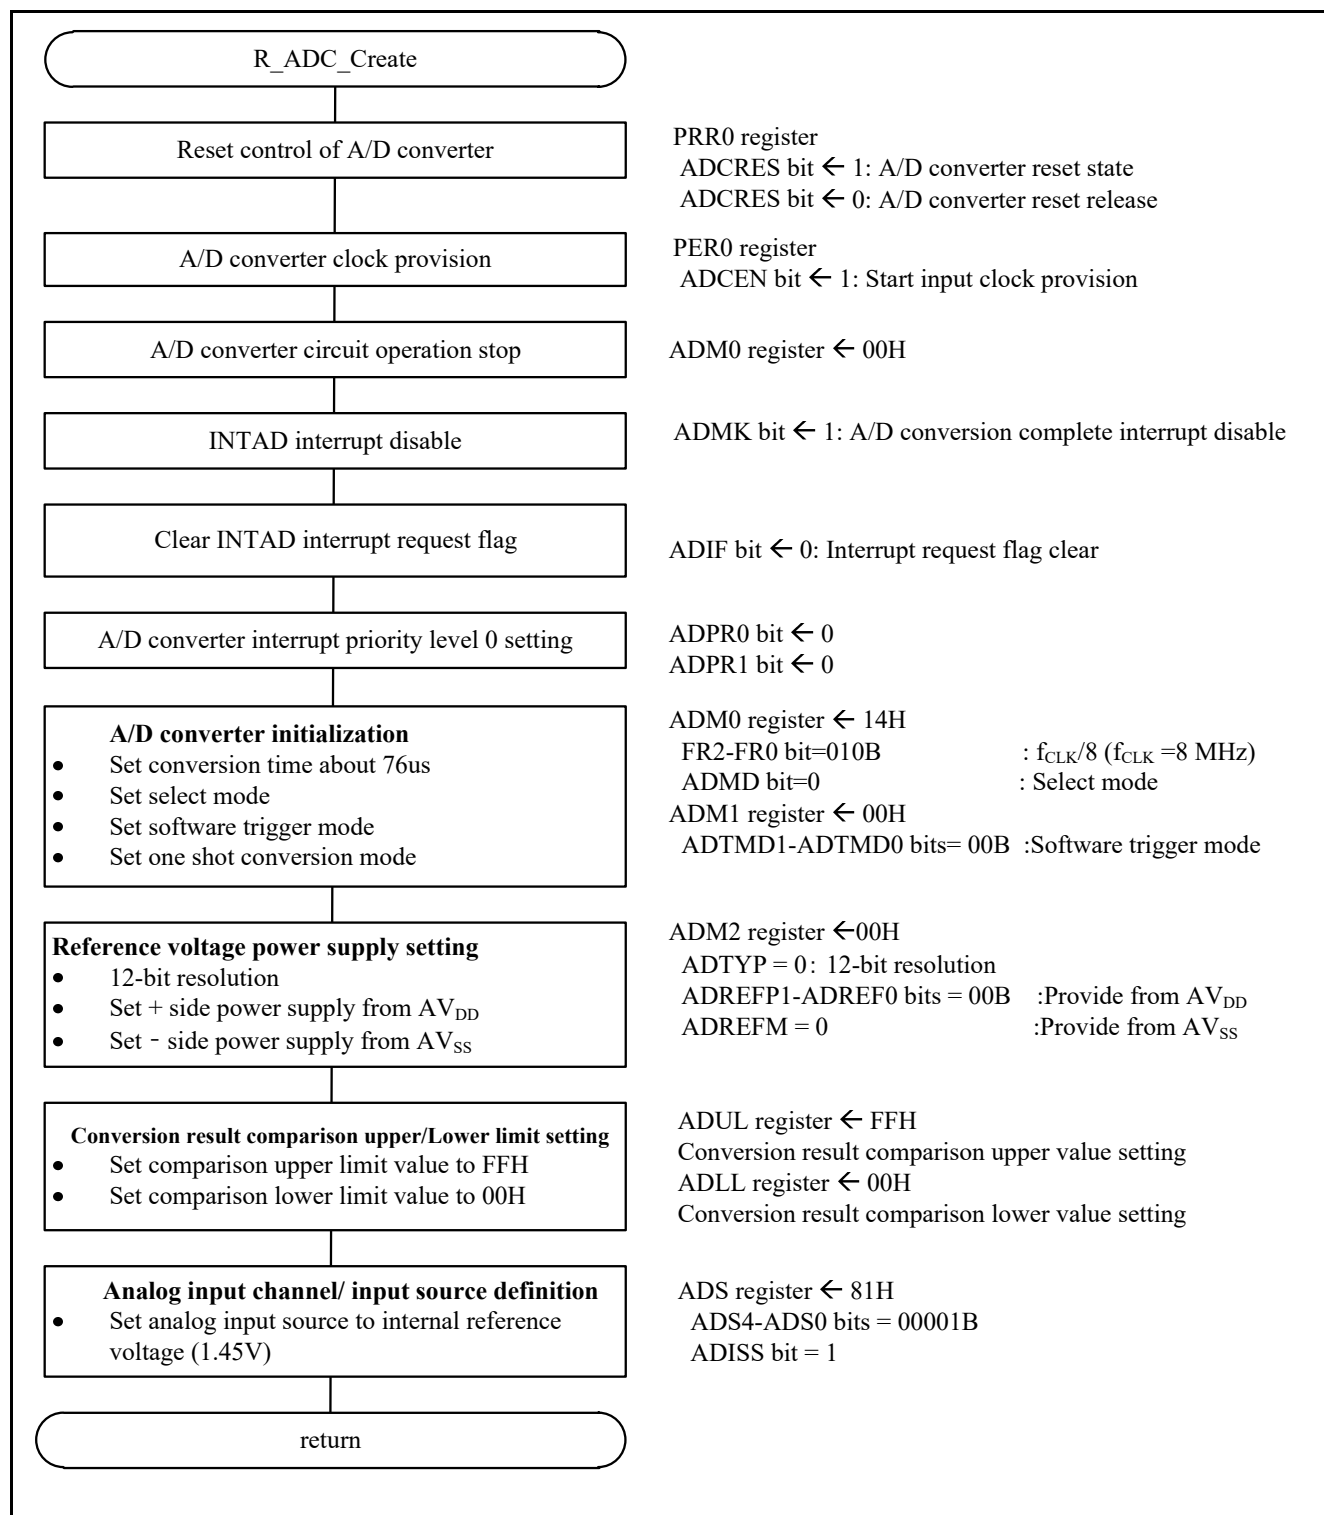 R_ADC_Create
Reset control of A/D converter
PRR0 register
ADCRES bit ← 1: A/D converter reset state
ADCRES bit ← 0: A/D converter reset release
A/D converter clock provision
PER0 register
ADCEN bit ← 1: Start input clock provision
A/D converter circuit operation stop
ADM0 register ← 00H
INTAD interrupt disable
ADMK bit ← 1: A/D conversion complete interrupt disable
Clear INTAD interrupt request flag
ADIF bit ← 0: Interrupt request flag clear
A/D converter interrupt priority level 0 setting
ADPR0 bit ← 0
ADPR1 bit ← 0
A/D converter initialization
• Set conversion time about 76us
• Set select mode
• Set software trigger mode
• Set one shot conversion mode
ADM0 register ← 14H
FR2-FR0 bit=010B : fCLK/8 (fCLK =8 MHz)
ADMD bit=0 : Select mode
ADM1 register ← 00H
ADTMD1-ADTMD0 bits= 00B :Software trigger mode
Reference voltage power supply setting
• 12-bit resolution
• Set + side power supply from AVDD
• Set - side power supply from AVSS
ADM2 register ←00H
ADTYP = 0: 12-bit resolution
ADREFP1-ADREF0 bits = 00B :Provide from AVDD
ADREFM = 0 :Provide from AVSS
Conversion result comparison upper/Lower limit setting
• Set comparison upper limit value to FFH
• Set comparison lower limit value to 00H
ADUL register ← FFH
Conversion result comparison upper value setting
ADLL register ← 00H
Conversion result comparison lower value setting
Analog input channel/ input source definition
• Set analog input source to internal reference
voltage (1.45V)
ADS register ← 81H
ADS4-ADS0 bits = 00001B
ADISS bit = 1
return